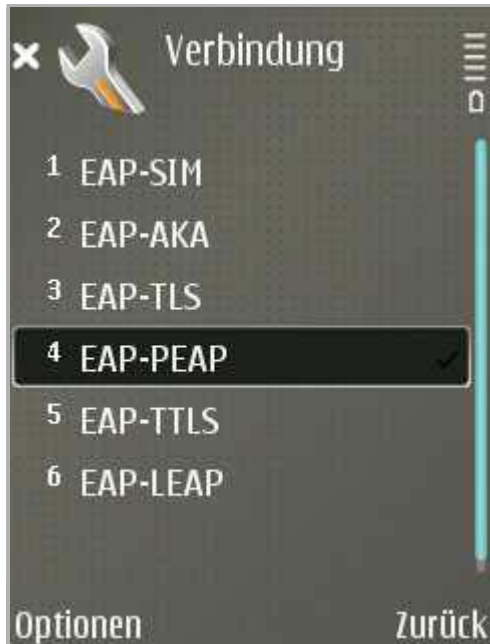 Verbindung
1 EAP-SIM
2 EAP-AKA
3 EAP-TLS
4 EAP-PEAP
5 EAP-TTLS
6 EAP-LEAP
Optionen Zurück